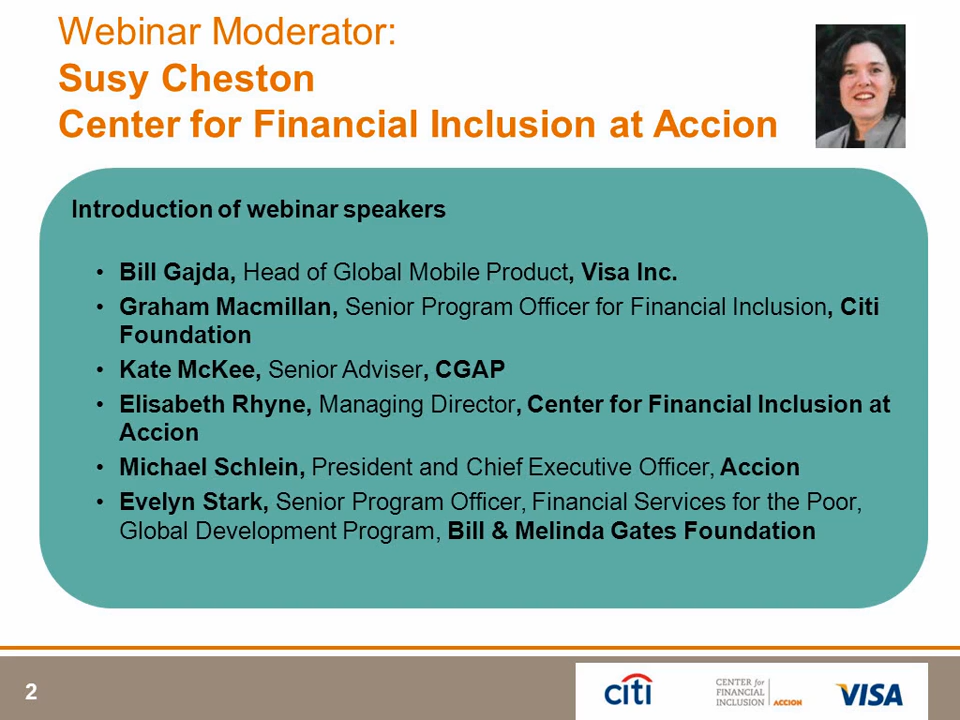 Webinar Moderator:
Susy Cheston
Center for Financial Inclusion at Accion
Introduction of webinar speakers
• Bill Gajda, Head of Global Mobile Product, Visa Inc.
• Graham Macmillan, Senior Program Officer for Financial Inclusion, Citi
Foundation
• Kate McKee, Senior Adviser, CGAP
• Elisabeth Rhyne, Managing Director, Center for Financial Inclusion at
Accion
• Michael Schlein, President and Chief Executive Officer, Accion
• Evelyn Stark, Senior Program Officer, Financial Services for the Poor,
Global Development Program, Bill & Melinda Gates Foundation
2
citi
CENTER for
FINANCIAL
INCLUSION | ACCION
VISA